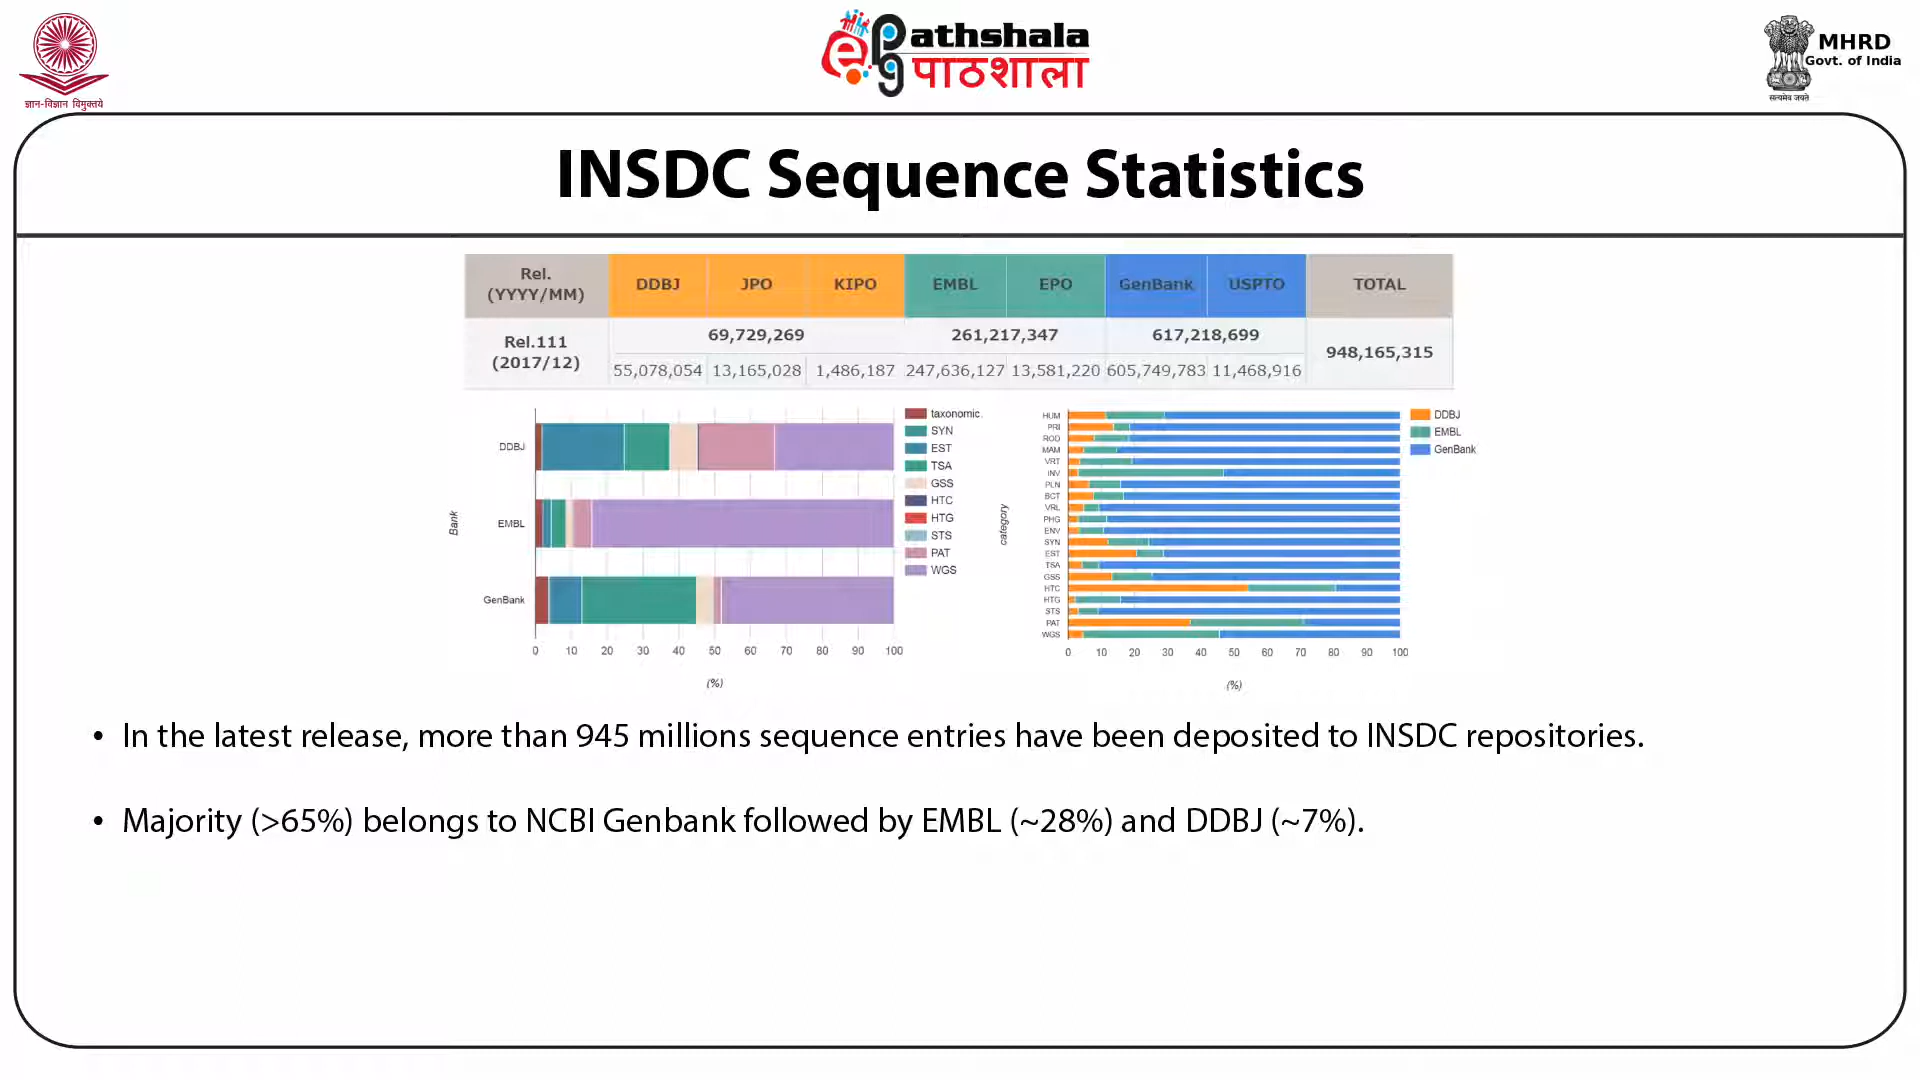 ज्ञान-विज्ञान विमुक्तये
ePathshala
पाठशाला
MHRD
Govt. of India
सत्यमेव जयते
INSDC Sequence Statistics
Rel. (YYYY/MM) DDBJ JPO KIPO EMBL EPO GenBank USPTO TOTAL
Rel.111 (2017/12) 69,729,269 261,217,347 617,218,699 948,165,315
55,078,054 13,165,028 1,486,187 247,636,127 13,581,220 605,749,783 11,468,916
Bank
DDBJ
EMBL
GenBank
0 10 20 30 40 50 60 70 80 90 100
(%)
taxonomic.
SYN
EST
TSA
GSS
HTC
HTG
STS
PAT
WGS
category
HUM
PRI
ROD
MAM
VRT
INV
PLN
BCT
VRL
PHG
ENV
SYN
EST
TSA
GSS
HTC
HTG
STS
PAT
WGS
0 10 20 30 40 50 60 70 80 90 100
(%)
DDBJ
EMBL
GenBank
• In the latest release, more than 945 millions sequence entries have been deposited to INSDC repositories.
• Majority (>65%) belongs to NCBI Genbank followed by EMBL (~28%) and DDBJ (~7%).